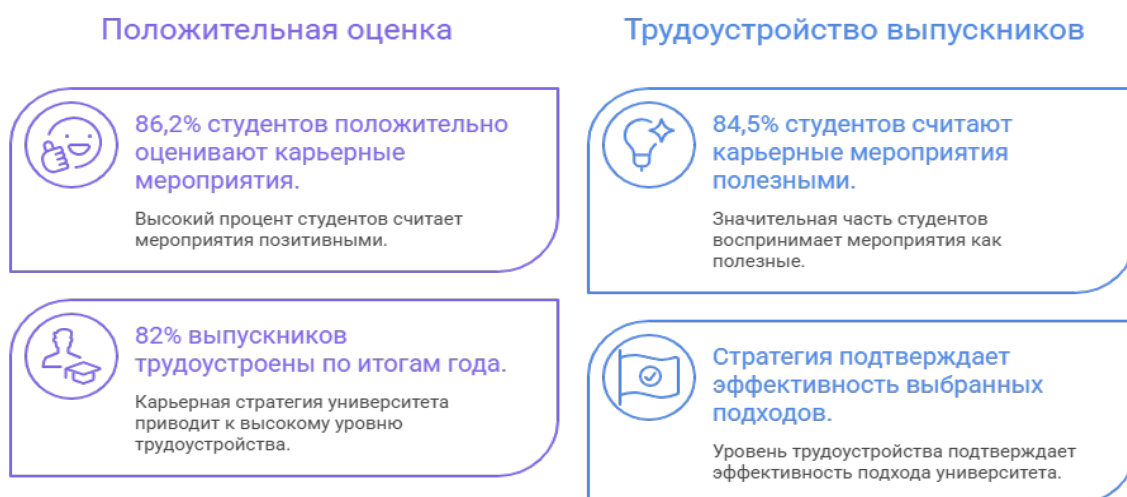 Положительная оценка
86,2% студентов положительно
оценивают карьерные
мероприятия.
Высокий процент студентов считает
мероприятия позитивными.
82% выпускников
трудоустроены по итогам года.
Карьерная стратегия университета
приводит к высокому уровню
трудоустройства.
Трудоустройство выпускников
84,5% студентов считают
карьерные мероприятия
полезными.
Значительная часть студентов
воспринимает мероприятия как
полезные.
Стратегия подтверждает
эффективность выбранных
подходов.
Уровень трудоустройства подтверждает
эффективность подхода университета.